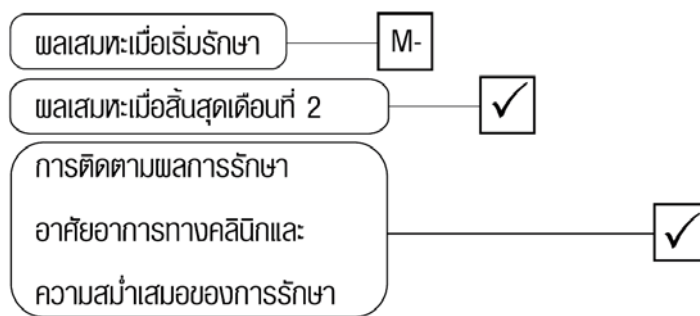 ผลเสมหะเมื่อเริ่มรักษา M-
ผลเสมหะเมื่อสิ้นสุดเดือนที่ 2 ✓
การติดตามผลการรักษา
อาศัยอาการทางคลินิกและ ✓
ความสม่ำเสมอของการรักษา